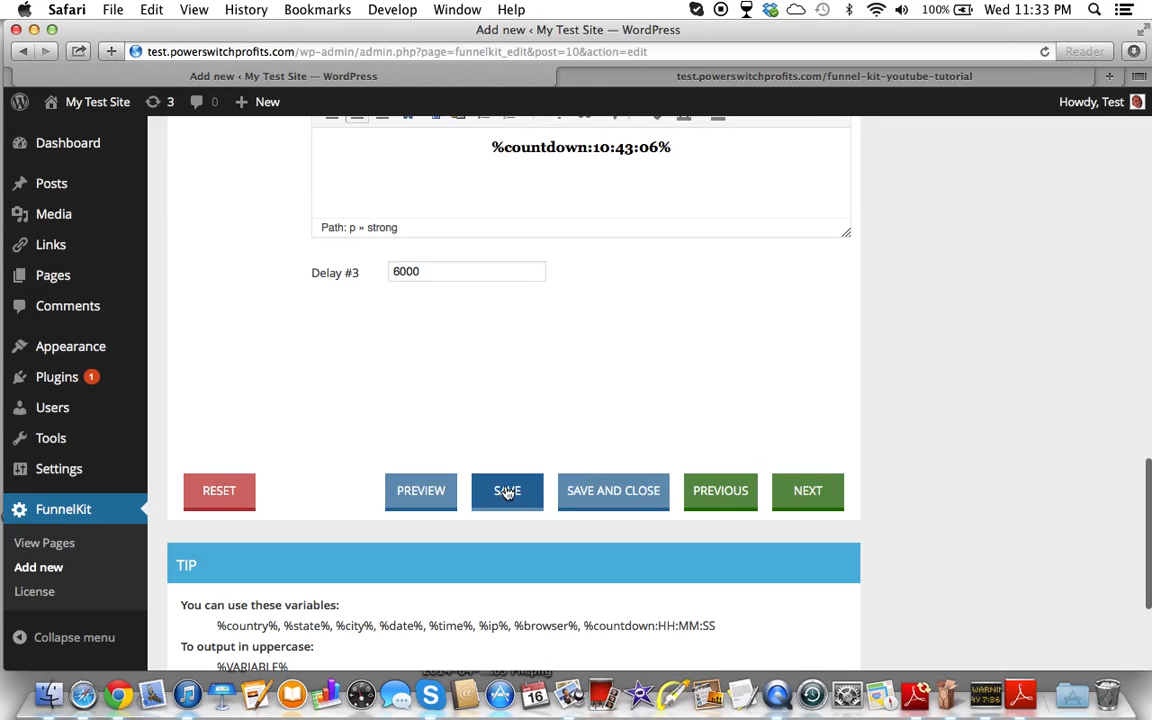 Safari File Edit View History Bookmarks Develop Window Help 100% Wed 11:33 PM
Add new ‹ My Test Site — WordPress
test.powerswitchprofits.com/wp-admin/admin.php?page=funnelkit_edit&post=10&action=edit Reader
Add new ‹ My Test Site — WordPress test.powerswitchprofits.com/funnel-kit-youtube-tutorial
My Test Site 3 0 New Howdy, Test
Dashboard
Posts
Media
Links
Pages
Comments
Appearance
Plugins 1
Users
Tools
Settings
FunnelKit
View Pages
Add new
License
Collapse menu
%countdown:10:43:06%
Path: p » strong
Delay #3 6000
RESET PREVIEW SAVE SAVE AND CLOSE PREVIOUS NEXT
TIP
You can use these variables:
%country%, %state%, %city%, %date%, %time%, %ip%, %browser%, %countdown:HH:MM:SS
To output in uppercase:
%VARIABLE%